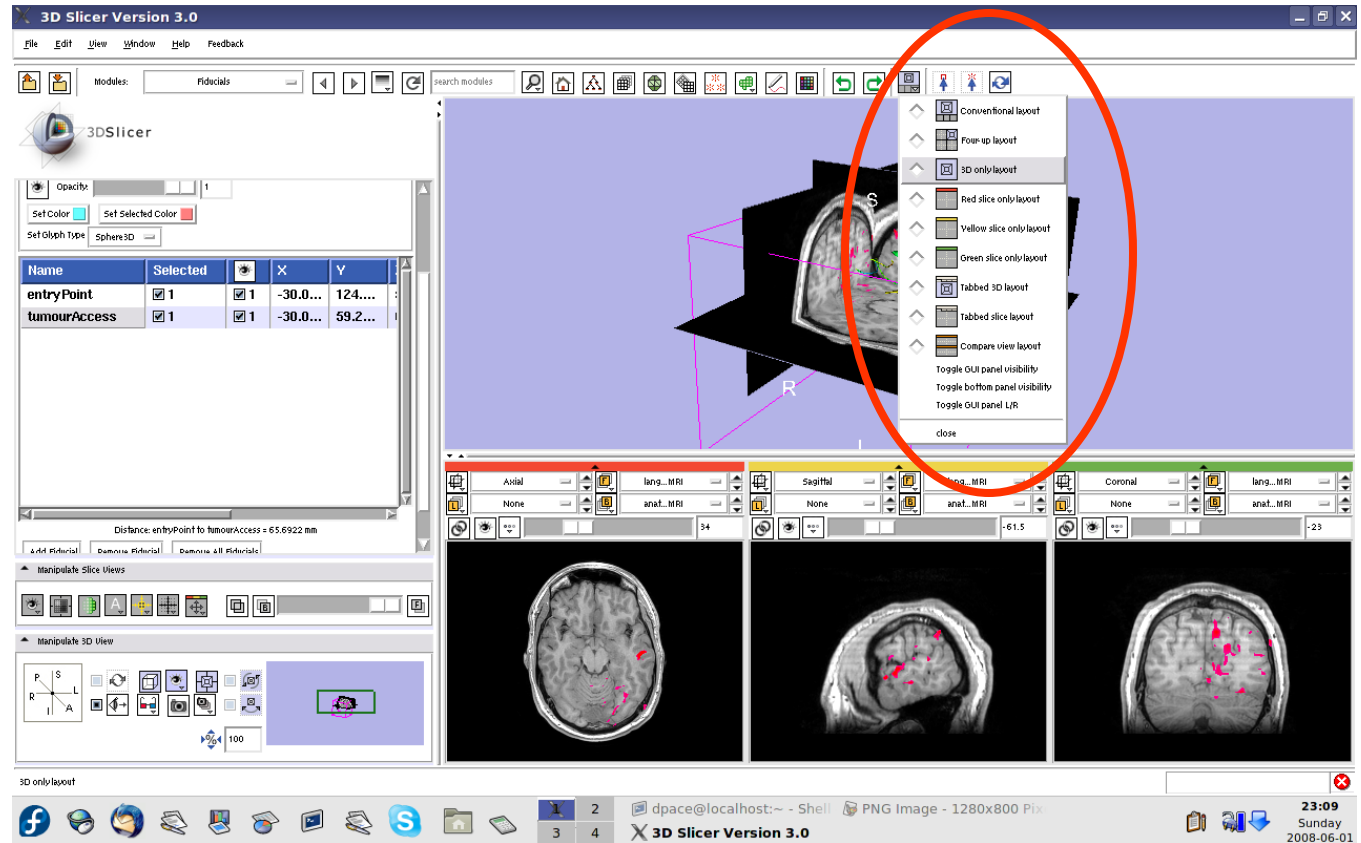 3D Slicer Version 3.0
File Edit View Window Help Feedback
Modules: Fiducials search modules
3DSlicer
Opacity: 1
Set Color Set Selected Color
Set Glyph Type Sphere3D
Name Selected X Y
entryPoint 1 1 -30.0... 124....
tumourAccess 1 1 -30.0... 59.2...
Distance: entryPoint to tumourAccess = 65.6922 mm
Add Fiducial Remove Fiducial Remove All Fiducials
Manipulate Slice Views
Manipulate 3D View
P S
R L
I A
% 100
S
R
I
Conventional layout
Four-up layout
3D only layout
Red slice only layout
Yellow slice only layout
Green slice only layout
Tabbed 3D layout
Tabbed slice layout
Compare view layout
Toggle GUI panel visibility
Toggle bottom panel visibility
Toggle GUI panel L/R
close
Axial F lang...MRI
L None B anat...MRI
34
Sagittal F lang...MRI
L None B anat...MRI
-61.5
Coronal F lang...MRI
L None B anat...MRI
-23
3D only layout
1 2
3 4
dpace@localhost:~ - Shell PNG Image - 1280x800 Pix
3D Slicer Version 3.0
23:09
Sunday
2008-06-01